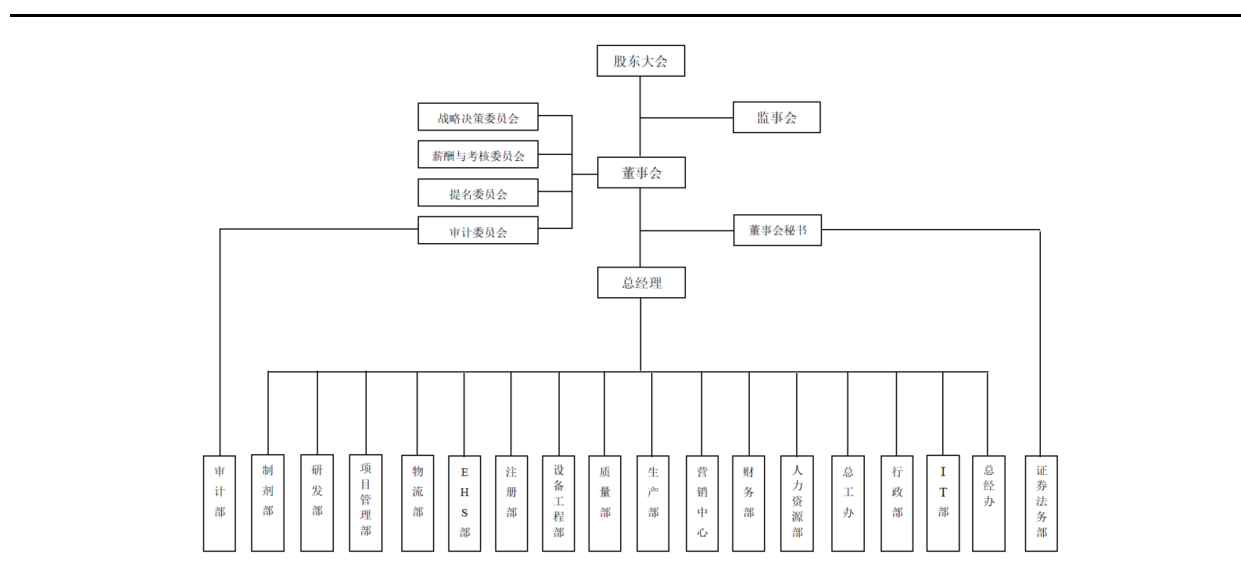 股东大会
监事会
战略决策委员会
薪酬与考核委员会
董事会
提名委员会
审计委员会
董事会秘书
总经理
审计部
制剂部
研发部
项目管理部
物流部
EHS部
注册部
设备工程部
质量部
生产部
营销中心
财务部
人力资源部
总工办
行政部
IT部
总经办
证券法务部